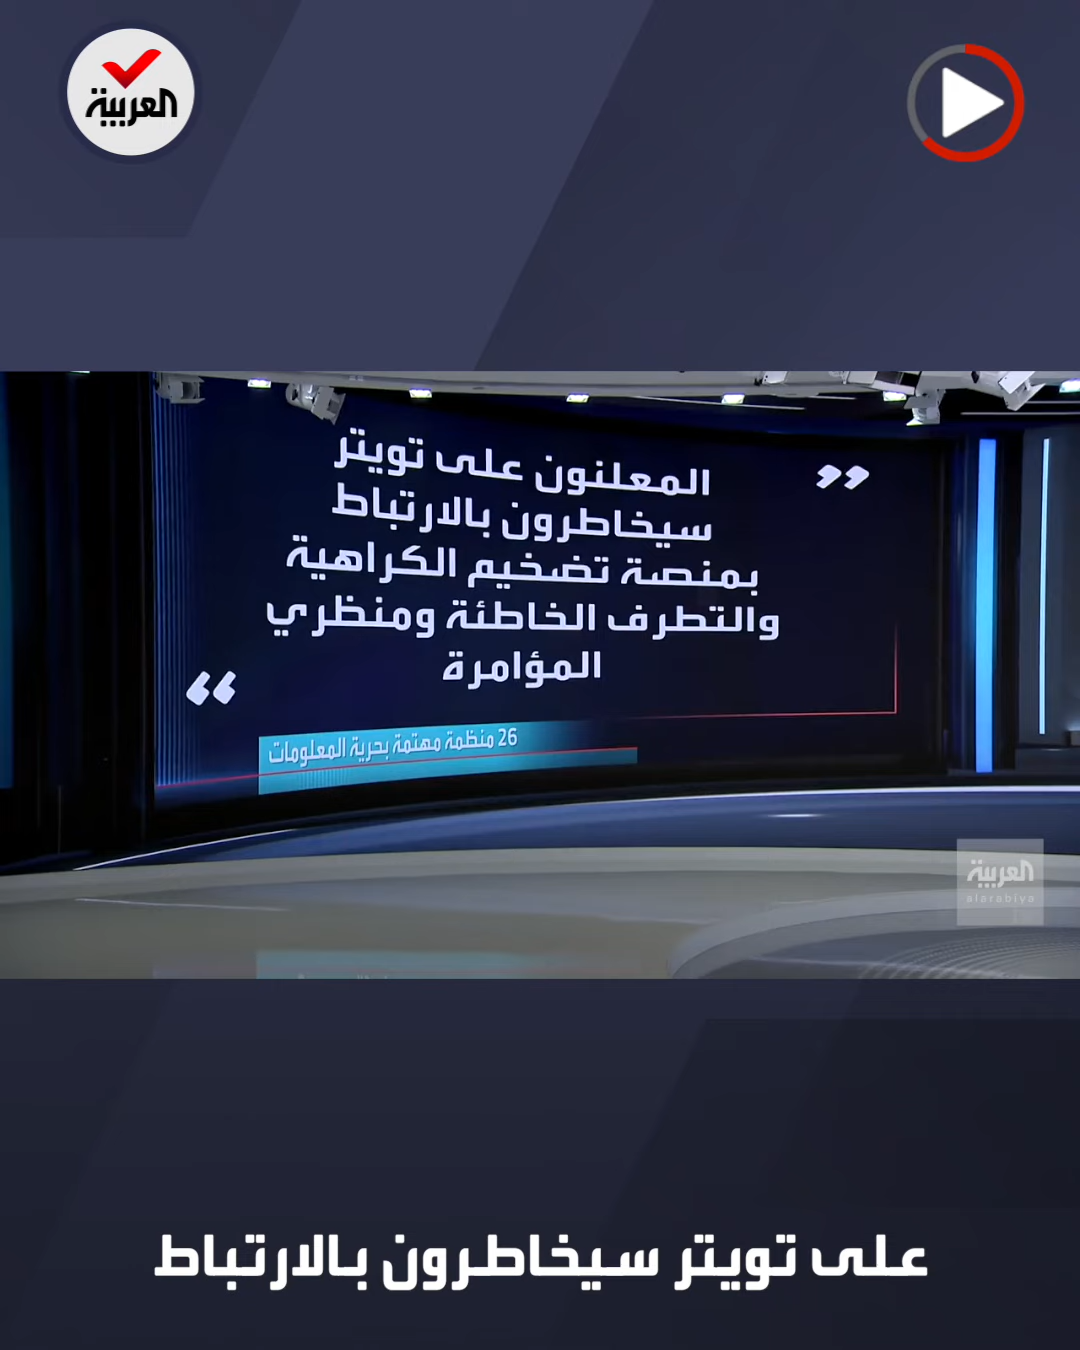 العربية
المعلنون على تويتر
سيخاطرون بالارتباط
بمنصة تضخيم الكراهية
والتطرف الخاطئة ومنظري
المؤامرة
26 منظمة مهتمة بحرية المعلومات
العربية
alarabiya
على تويتر سيخاطرون بالارتباط